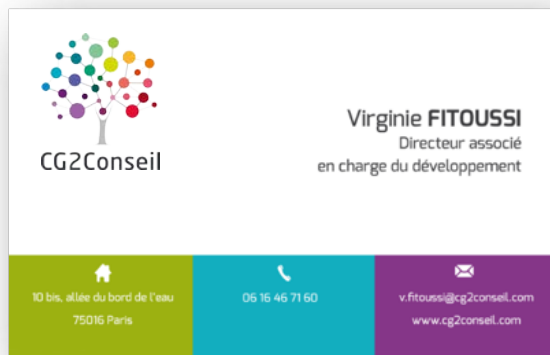 CG2Conseil
Virginie FITOUSSI
Directeur associé
en charge du développement
10 bis, allée du bord de l'eau
75016 Paris
06 16 46 71 60
v.fitoussi@cg2conseil.com
www.cg2conseil.com